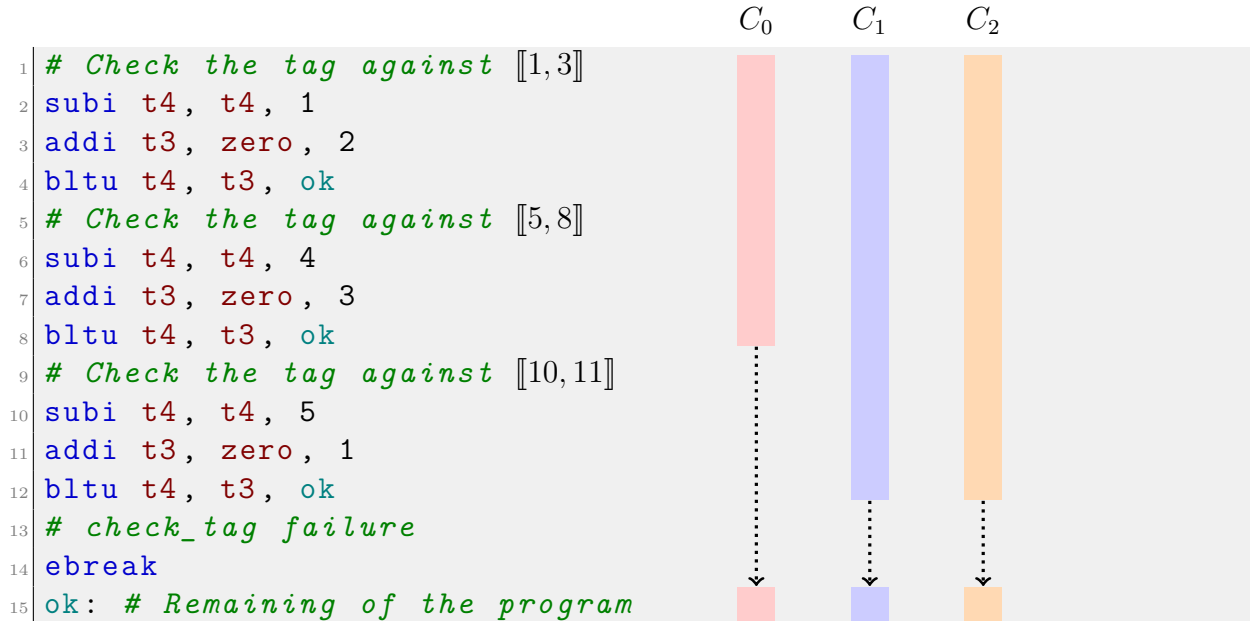 C₀ C₁ C₂
1 # Check the tag against ⟦1, 3⟧
2 subi t4, t4, 1
3 addi t3, zero, 2
4 bltu t4, t3, ok
5 # Check the tag against ⟦5, 8⟧
6 subi t4, t4, 4
7 addi t3, zero, 3
8 bltu t4, t3, ok
9 # Check the tag against ⟦10, 11⟧
10 subi t4, t4, 5
11 addi t3, zero, 1
12 bltu t4, t3, ok
13 # check_tag failure
14 ebreak
15 ok: # Remaining of the program